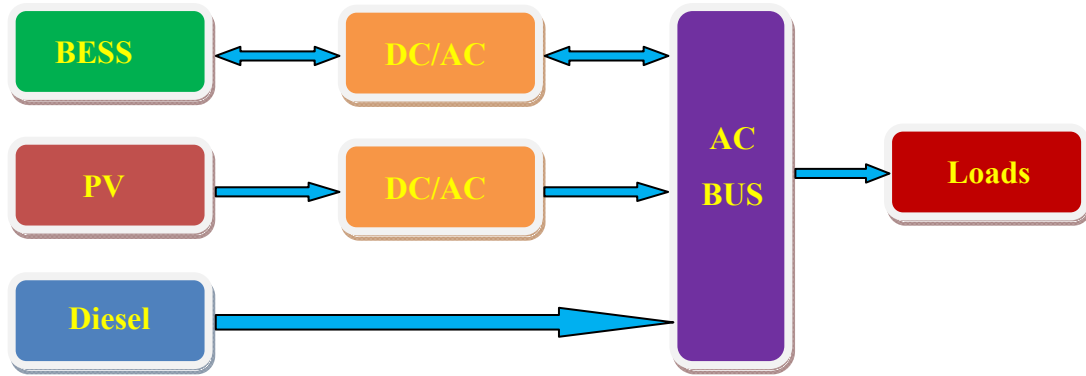 BESS
DC/AC
PV
DC/AC
Diesel
AC
BUS
Loads